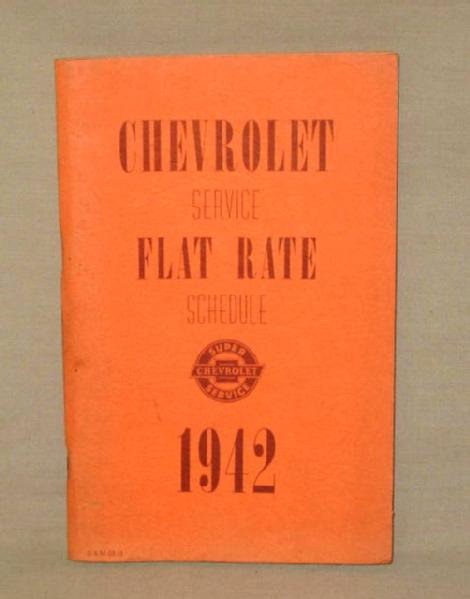 CHEVROLET
SERVICE
FLAT RATE
SCHEDULE
SUPER
CHEVROLET
SERVICE
1942